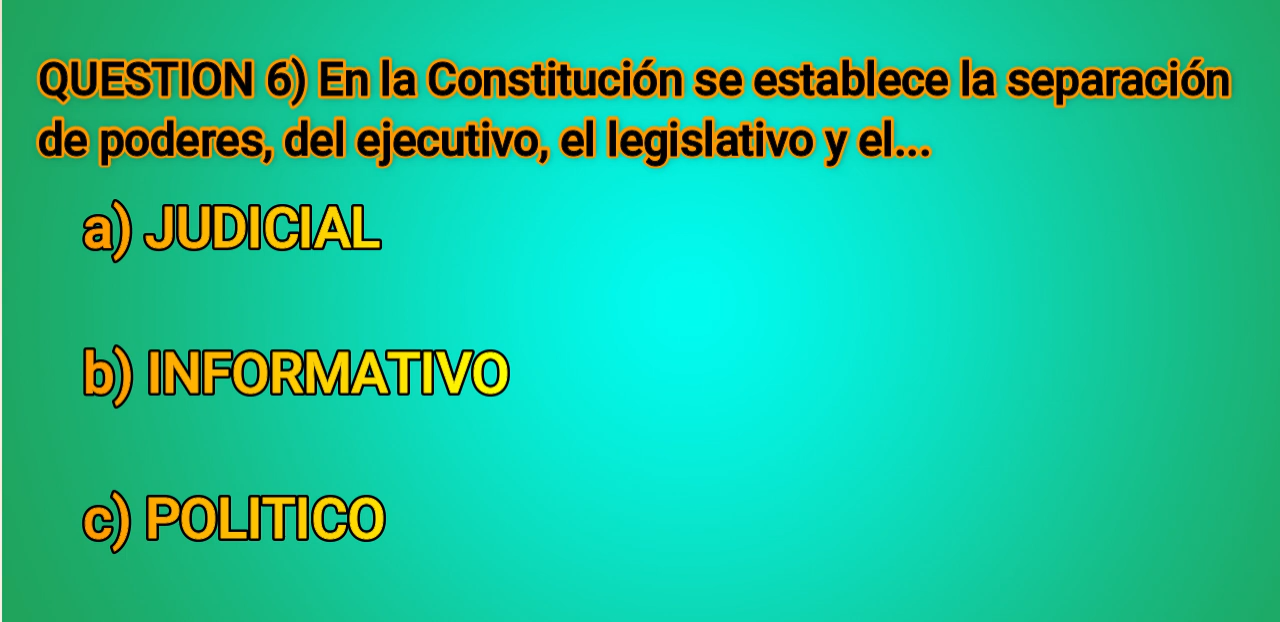 QUESTION 6) En la Constitución se establece la separación
de poderes, del ejecutivo, el legislativo y el...
a) JUDICIAL
b) INFORMATIVO
c) POLITICO